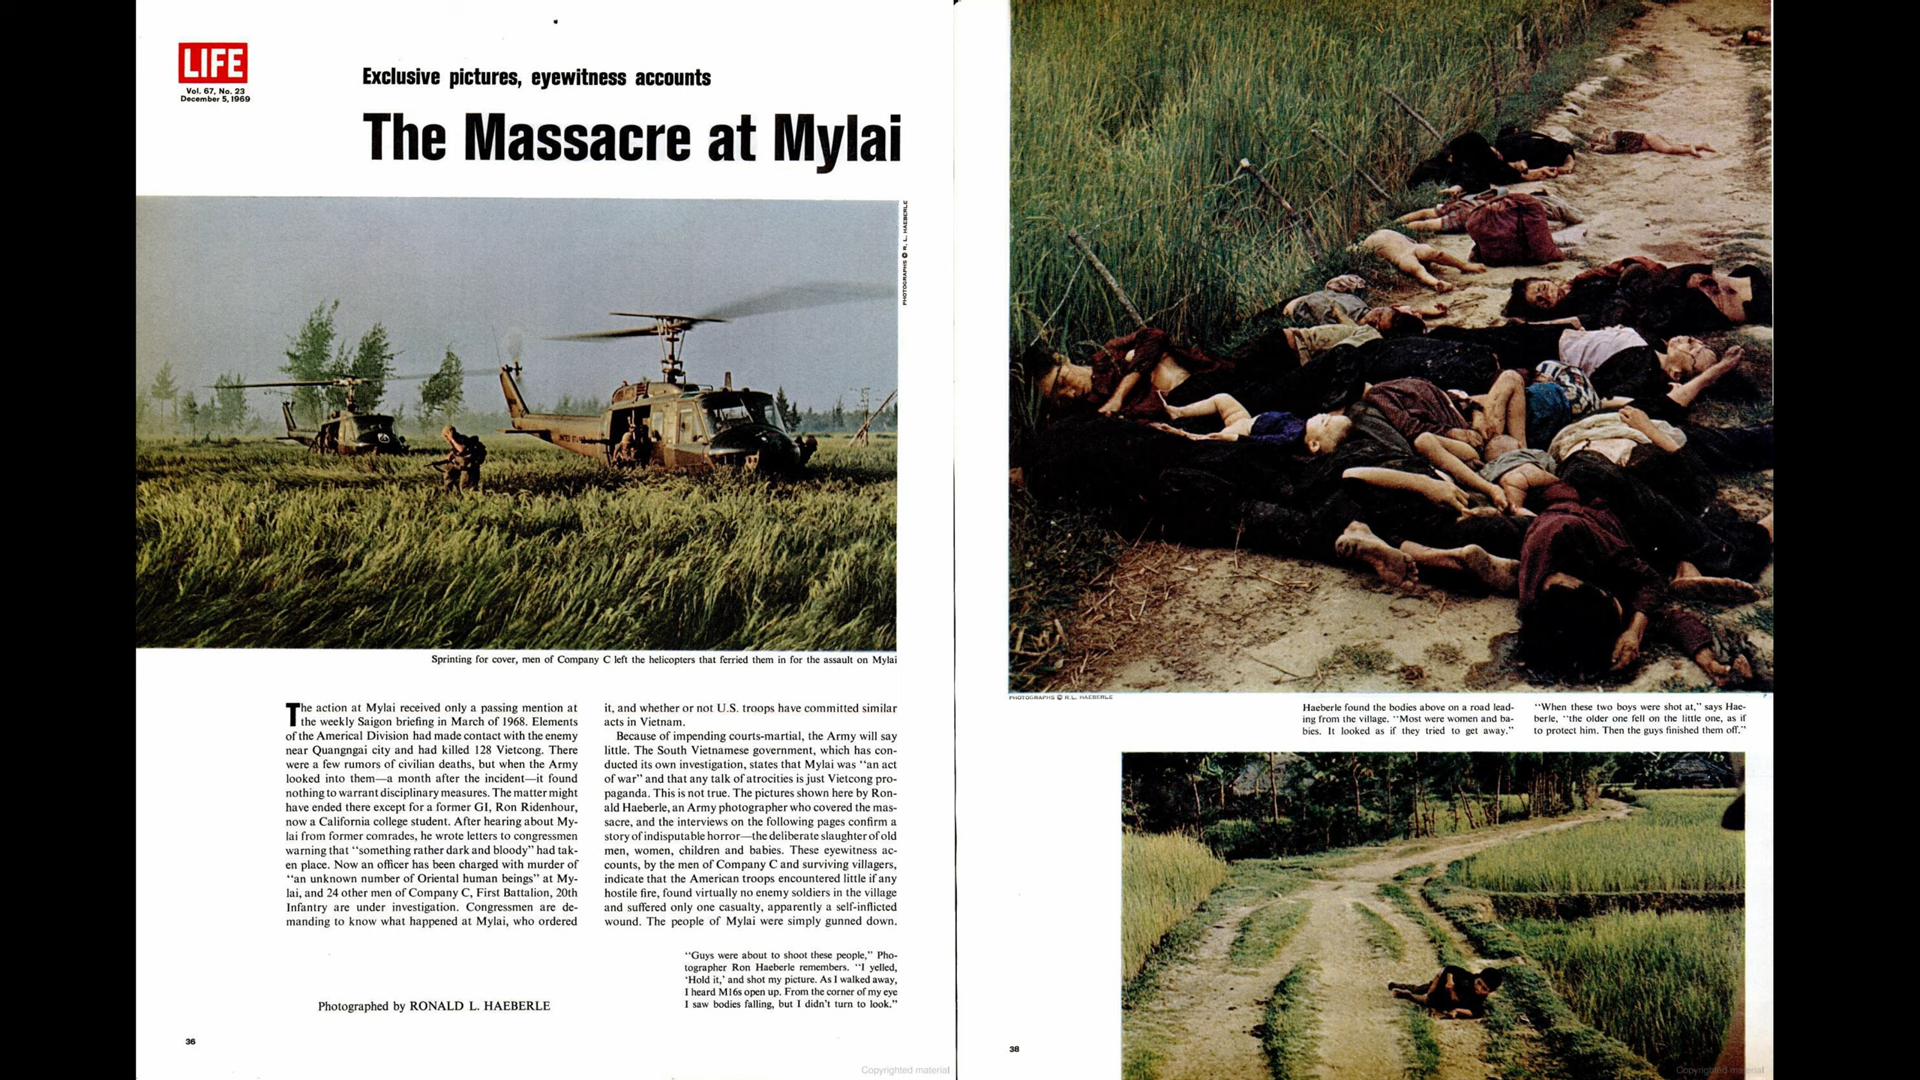 LIFE
Vol. 67, No. 23
December 5, 1969
Exclusive pictures, eyewitness accounts
The Massacre at Mylai
PHOTOGRAPHS © R. L. HAEBERLE
Sprinting for cover, men of Company C left the helicopters that ferried them in for the assault on Mylai
The action at Mylai received only a passing mention at
the weekly Saigon briefing in March of 1968. Elements
of the Americal Division had made contact with the enemy
near Quangngai city and had killed 128 Vietcong. There
were a few rumors of civilian deaths, but when the Army
looked into them—a month after the incident—it found
nothing to warrant disciplinary measures. The matter might
have ended there except for a former GI, Ron Ridenhour,
now a California college student. After hearing about My-
lai from former comrades, he wrote letters to congressmen
warning that "something rather dark and bloody" had tak-
en place. Now an officer has been charged with murder of
"an unknown number of Oriental human beings" at My-
lai, and 24 other men of Company C, First Battalion, 20th
Infantry are under investigation. Congressmen are de-
manding to know what happened at Mylai, who ordered
it, and whether or not U.S. troops have committed similar
acts in Vietnam.
Because of impending courts-martial, the Army will say
little. The South Vietnamese government, which has con-
ducted its own investigation, states that Mylai was "an act
of war" and that any talk of atrocities is just Vietcong pro-
paganda. This is not true. The pictures shown here by Ron-
ald Haeberle, an Army photographer who covered the mas-
sacre, and the interviews on the following pages confirm a
story of indisputable horror—the deliberate slaughter of old
men, women, children and babies. These eyewitness ac-
counts, by the men of Company C and surviving villagers,
indicate that the American troops encountered little if any
hostile fire, found virtually no enemy soldiers in the village
and suffered only one casualty, apparently a self-inflicted
wound. The people of Mylai were simply gunned down.
"Guys were about to shoot these people," Pho-
tographer Ron Haeberle remembers. "I yelled,
'Hold it,' and shot my picture. As I walked away,
I heard M16s open up. From the corner of my eye
I saw bodies falling, but I didn't turn to look."
Photographed by RONALD L. HAEBERLE
36
Copyrighted material
PHOTOGRAPHS © R.L. HAEBERLE
Haeberle found the bodies above on a road lead-
ing from the village. "Most were women and ba-
bies. It looked as if they tried to get away."
"When these two boys were shot at," says Hae-
berle, "the older one fell on the little one, as if
to protect him. Then the guys finished them off."
38
Copyrighted material